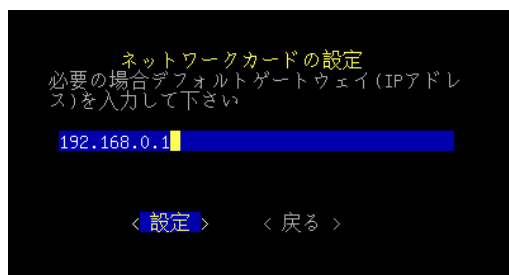 ネットワークカードの設定
必要の場合デフォルトゲートウェイ(IPアドレ
ス)を入力して下さい
192.168.0.1
< 設定 > < 戻る >